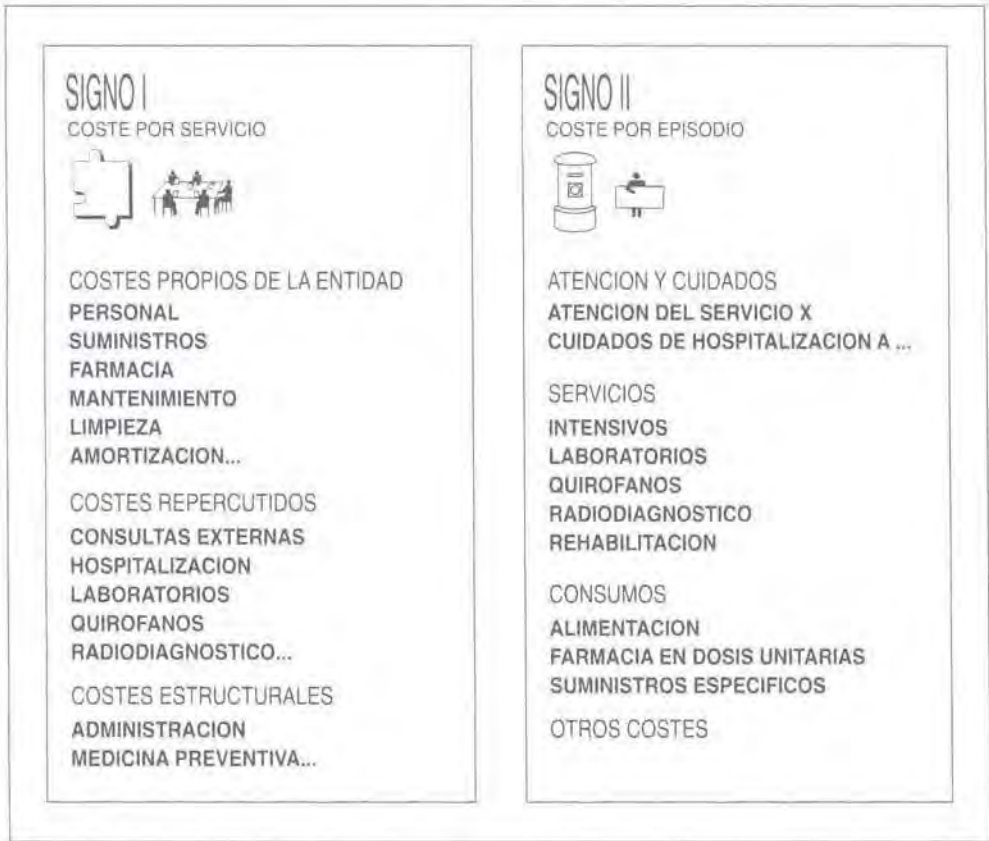 SIGNO I
COSTE POR SERVICIO
COSTES PROPIOS DE LA ENTIDAD
PERSONAL
SUMINISTROS
FARMACIA
MANTENIMIENTO
LIMPIEZA
AMORTIZACION...
COSTES REPERCUTIDOS
CONSULTAS EXTERNAS
HOSPITALIZACION
LABORATORIOS
QUIROFANOS
RADIODIAGNOSTICO...
COSTES ESTRUCTURALES
ADMINISTRACION
MEDICINA PREVENTIVA...
SIGNO II
COSTE POR EPISODIO
ATENCION Y CUIDADOS
ATENCION DEL SERVICIO X
CUIDADOS DE HOSPITALIZACION A ...
SERVICIOS
INTENSIVOS
LABORATORIOS
QUIROFANOS
RADIODIAGNOSTICO
REHABILITACION
CONSUMOS
ALIMENTACION
FARMACIA EN DOSIS UNITARIAS
SUMINISTROS ESPECIFICOS
OTROS COSTES